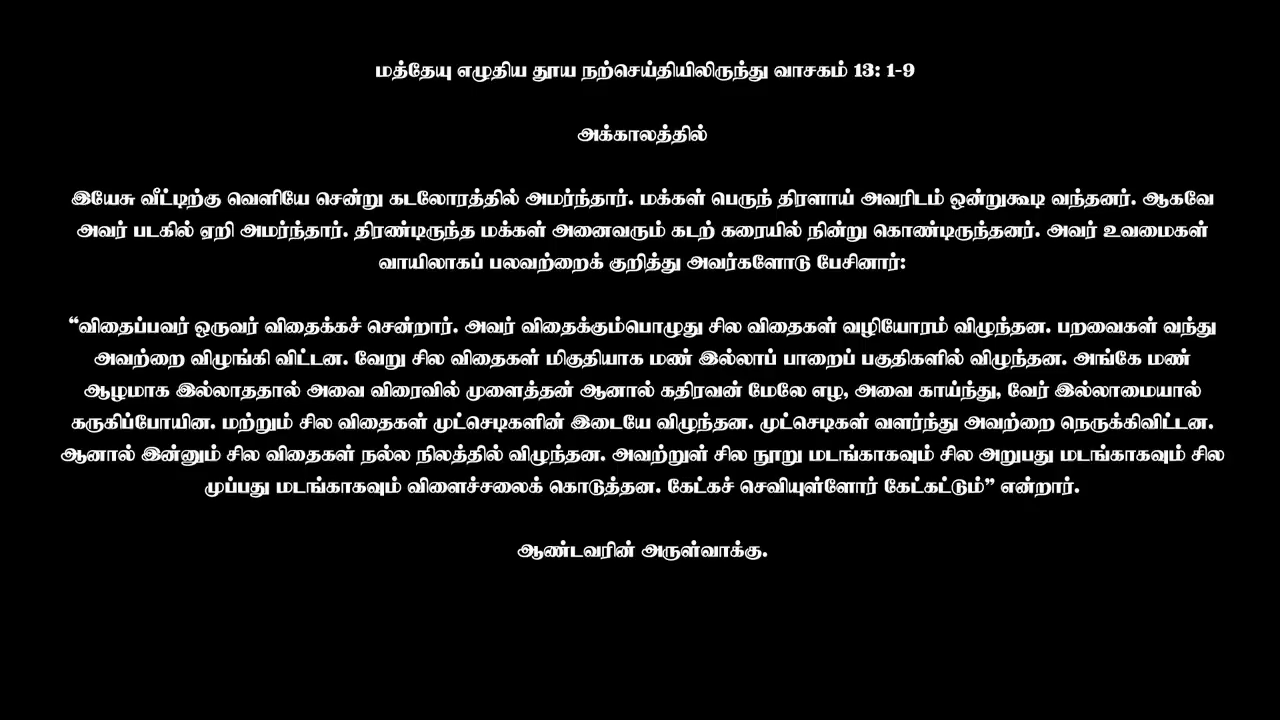 மத்தேயு எழுதிய தூய நற்செய்தியிலிருந்து வாசகம் 13: 1-9
அக்காலத்தில்
இயேசு வீட்டிற்கு வெளியே சென்று கடலோரத்தில் அமர்ந்தார். மக்கள் பெருந் திரளாய் அவரிடம் ஒன்றுகூடி வந்தனர். ஆகவே
அவர் படகில் ஏறி அமர்ந்தார். திரண்டிருந்த மக்கள் அனைவரும் கடற் கரையில் நின்று கொண்டிருந்தனர். அவர் உவமைகள்
வாயிலாகப் பலவற்றைக் குறித்து அவர்களோடு பேசினார்:
“விதைப்பவர் ஒருவர் விதைக்கச் சென்றார். அவர் விதைக்கும்பொழுது சில விதைகள் வழியோரம் விழுந்தன. பறவைகள் வந்து
அவற்றை விழுங்கி விட்டன. வேறு சில விதைகள் மிகுதியாக மண் இல்லாப் பாறைப் பகுதிகளில் விழுந்தன. அங்கே மண்
ஆழமாக இல்லாததால் அவை விரைவில் முளைத்தன் ஆனால் கதிரவன் மேலே எழ, அவை காய்ந்து, வேர் இல்லாமையால்
கருகிப்போயின. மற்றும் சில விதைகள் முட்செடிகளின் இடையே விழுந்தன. முட்செடிகள் வளர்ந்து அவற்றை நெருக்கிவிட்டன.
ஆனால் இன்னும் சில விதைகள் நல்ல நிலத்தில் விழுந்தன. அவற்றுள் சில நூறு மடங்காகவும் சில அறுபது மடங்காகவும் சில
முப்பது மடங்காகவும் விளைச்சலைக் கொடுத்தன. கேட்கச் செவியுள்ளோர் கேட்கட்டும்” என்றார்.
ஆண்டவரின் அருள்வாக்கு.